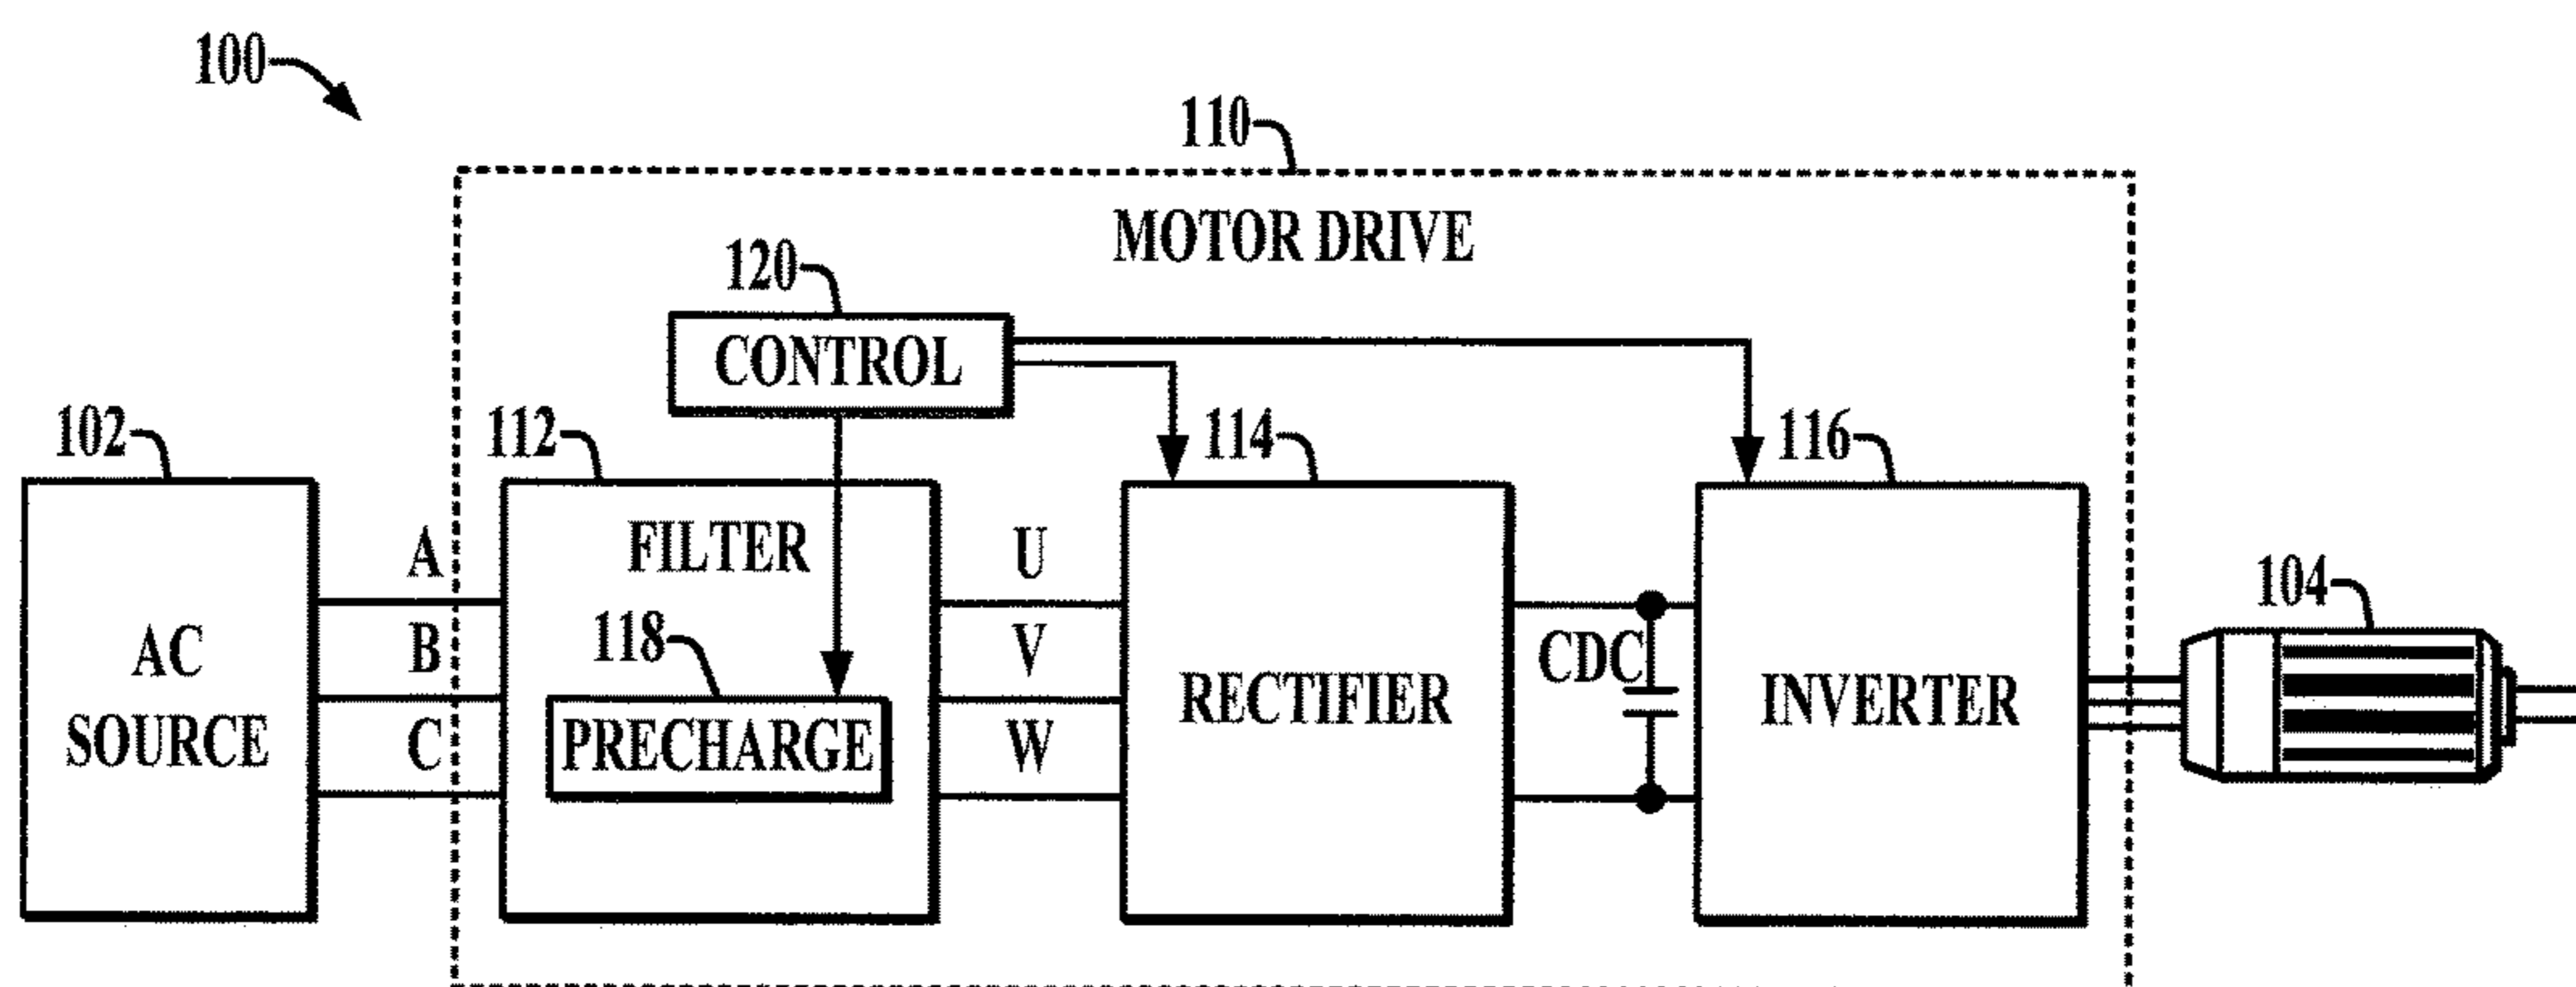 100
110
MOTOR DRIVE
120
CONTROL
102
112
114
116
A
FILTER
U
104
B
118
V
CDC
AC
SOURCE
RECTIFIER
INVERTER
C
PRECHARGE
W